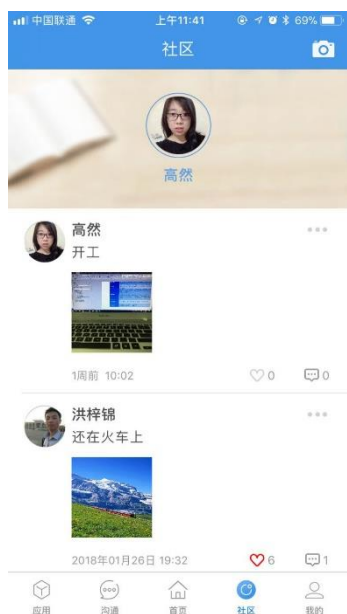 中国联通 上午11:41 69%
社区
高然
高然
开工
1周前 10:02 0 0
洪梓锦
还在火车上
2018年01月26日 19:32 6 1
应用 沟通 首页 社区 我的